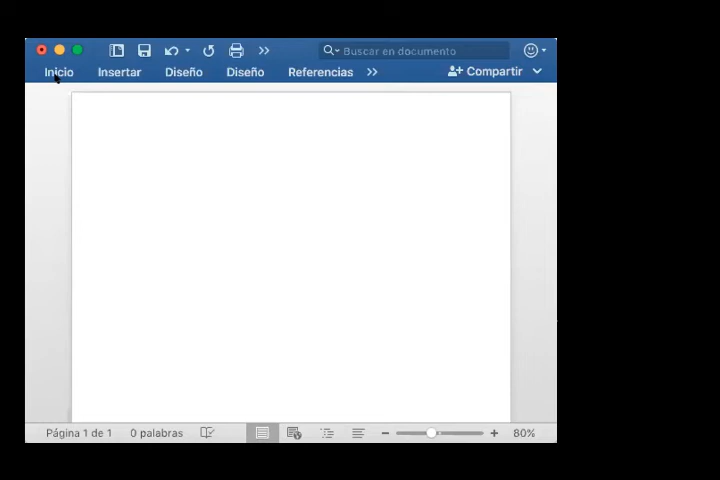 Buscar en documento
Inicio Insertar Diseño Diseño Referencias Compartir
Página 1 de 1 0 palabras 80%